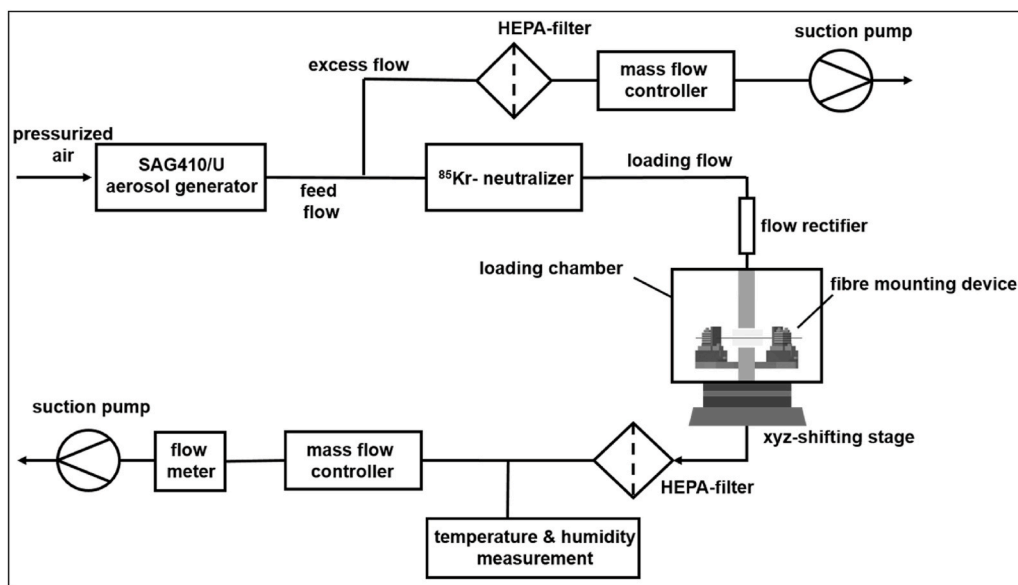 HEPA-filter
suction pump
excess flow
mass flow
controller
pressurized
air
SAG410/U
aerosol generator
feed
flow
⁸⁵Kr- neutralizer
loading flow
flow rectifier
loading chamber
fibre mounting device
suction pump
flow
meter
mass flow
controller
xyz-shifting stage
HEPA-filter
temperature & humidity
measurement